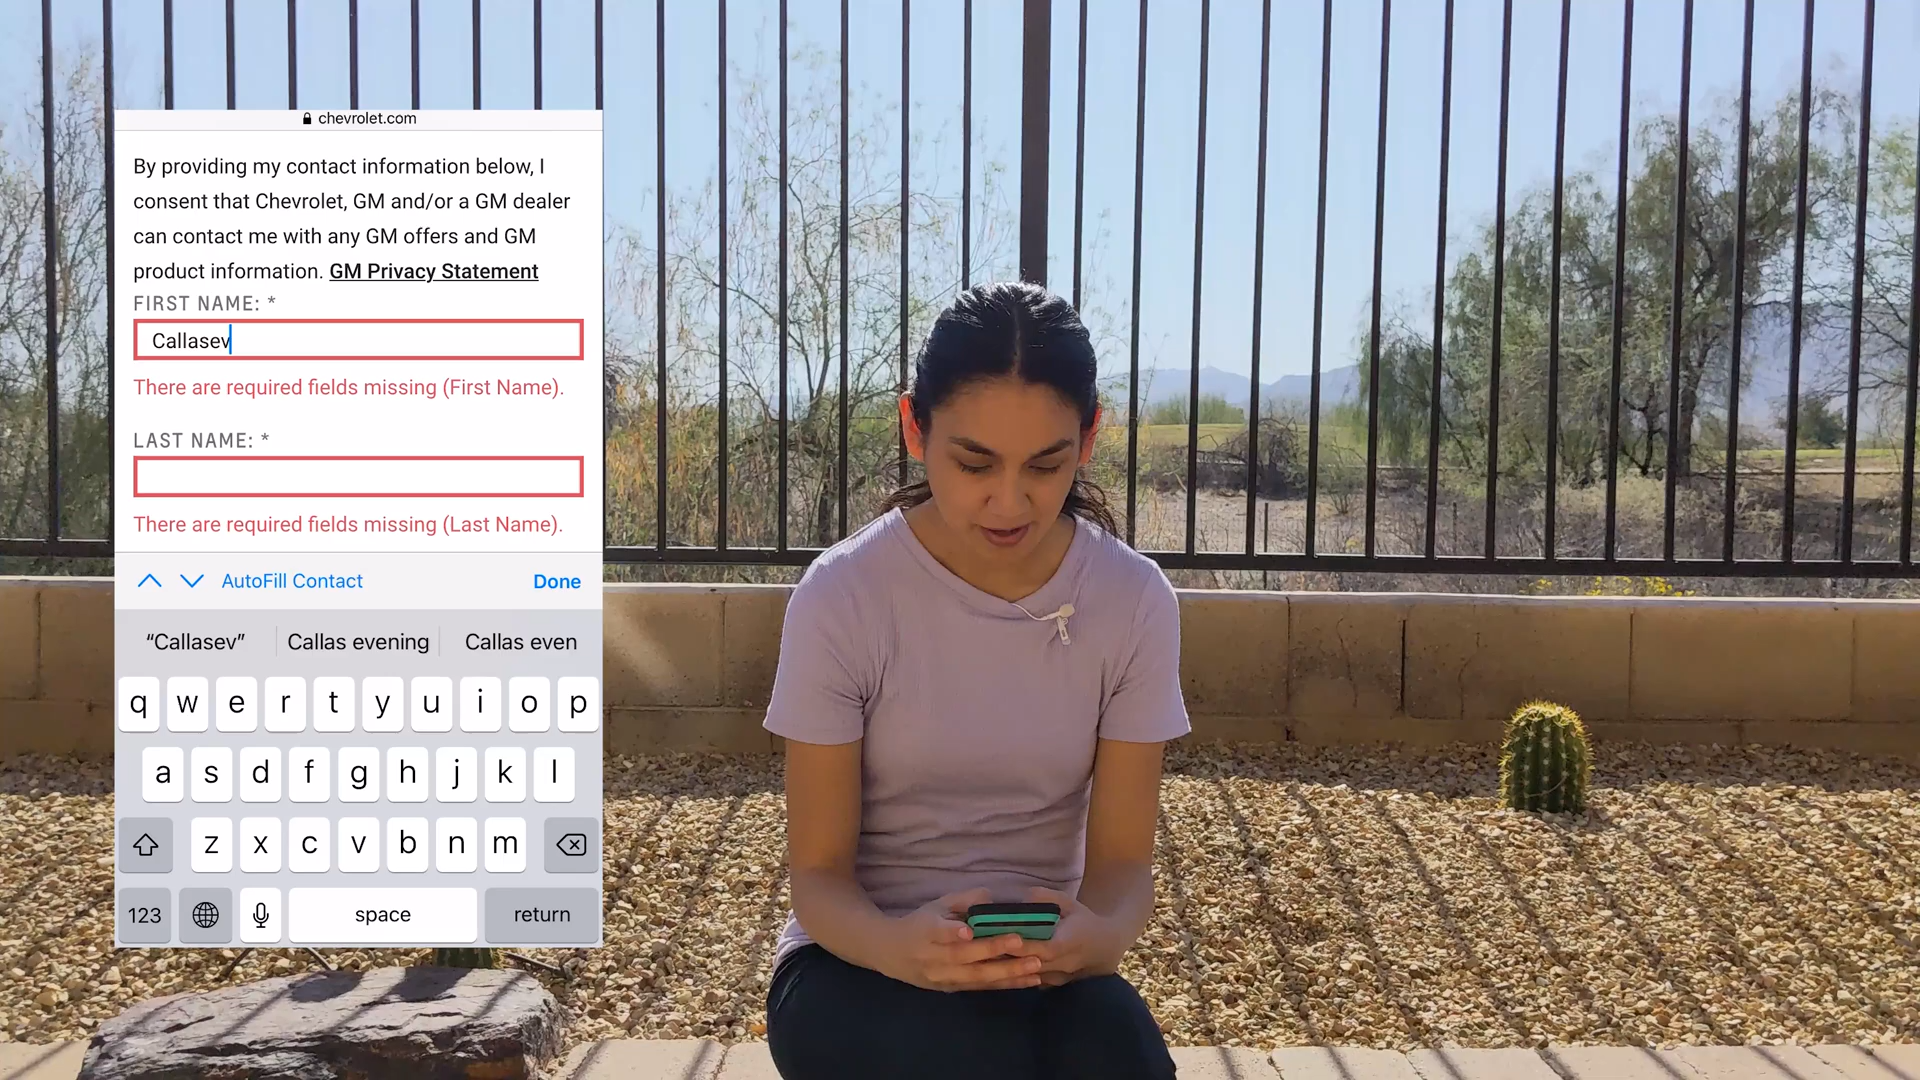 chevrolet.com
By providing my contact information below, I
consent that Chevrolet, GM and/or a GM dealer
can contact me with any GM offers and GM
product information. GM Privacy Statement
FIRST NAME: *
Callasev
There are required fields missing (First Name).
LAST NAME: *
There are required fields missing (Last Name).
AutoFill Contact Done
“Callasev” Callas evening Callas even
q w e r t y u i o p
a s d f g h j k l
z x c v b n m
123 space return